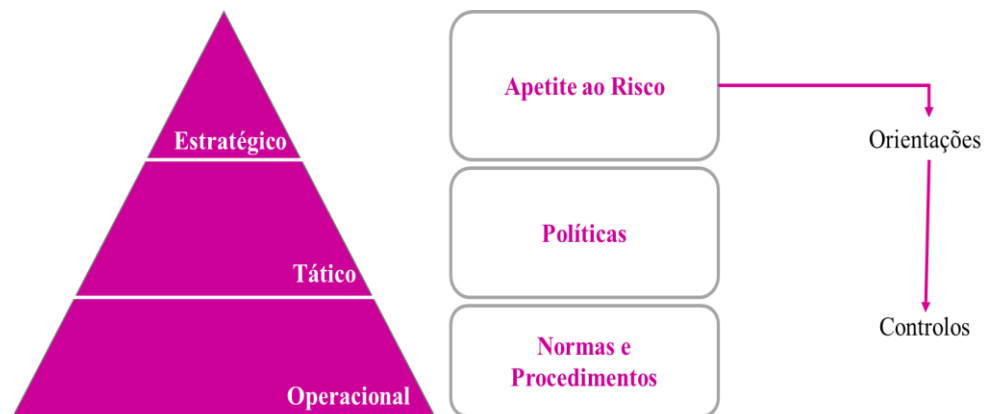 Estratégico
Tático
Operacional
Apetite ao Risco
Políticas
Normas e
Procedimentos
Orientações
Controlos